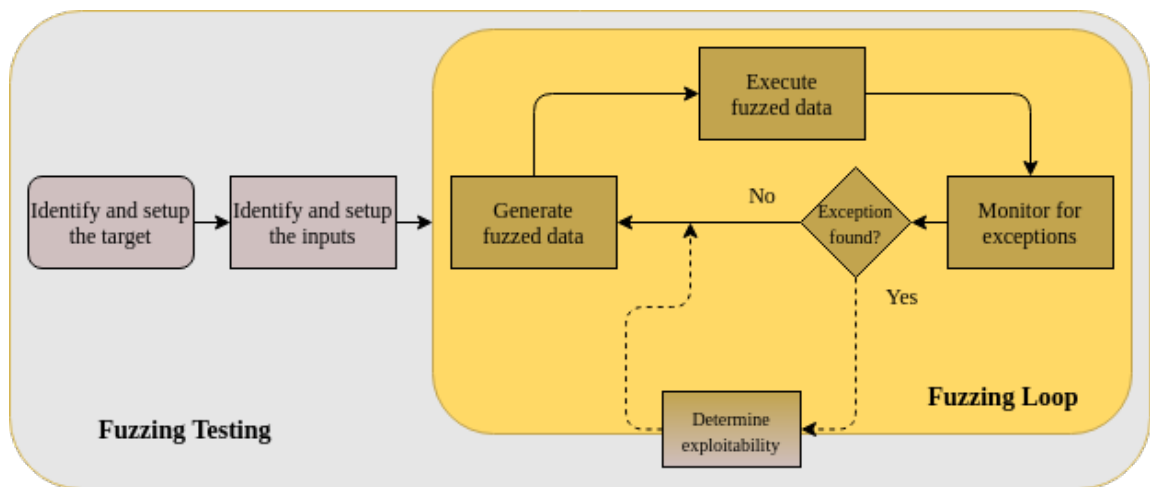 Execute
fuzzed data
Identify and setup
the target
Identify and setup
the inputs
Generate
fuzzed data
No
Exception
found?
Monitor for
exceptions
Yes
Determine
exploitability
Fuzzing Loop
Fuzzing Testing